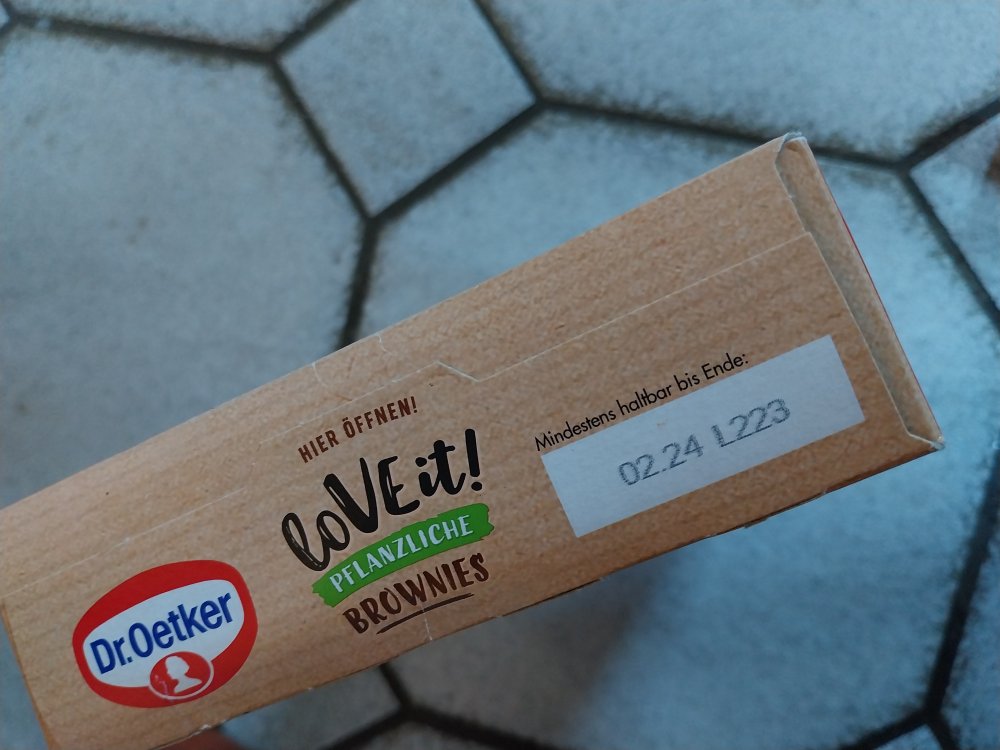 HIER ÖFFNEN!
loVEit!
PFLANZLICHE
BROWNIES
Dr.Oetker
Mindestens haltbar bis Ende:
02.24 L223